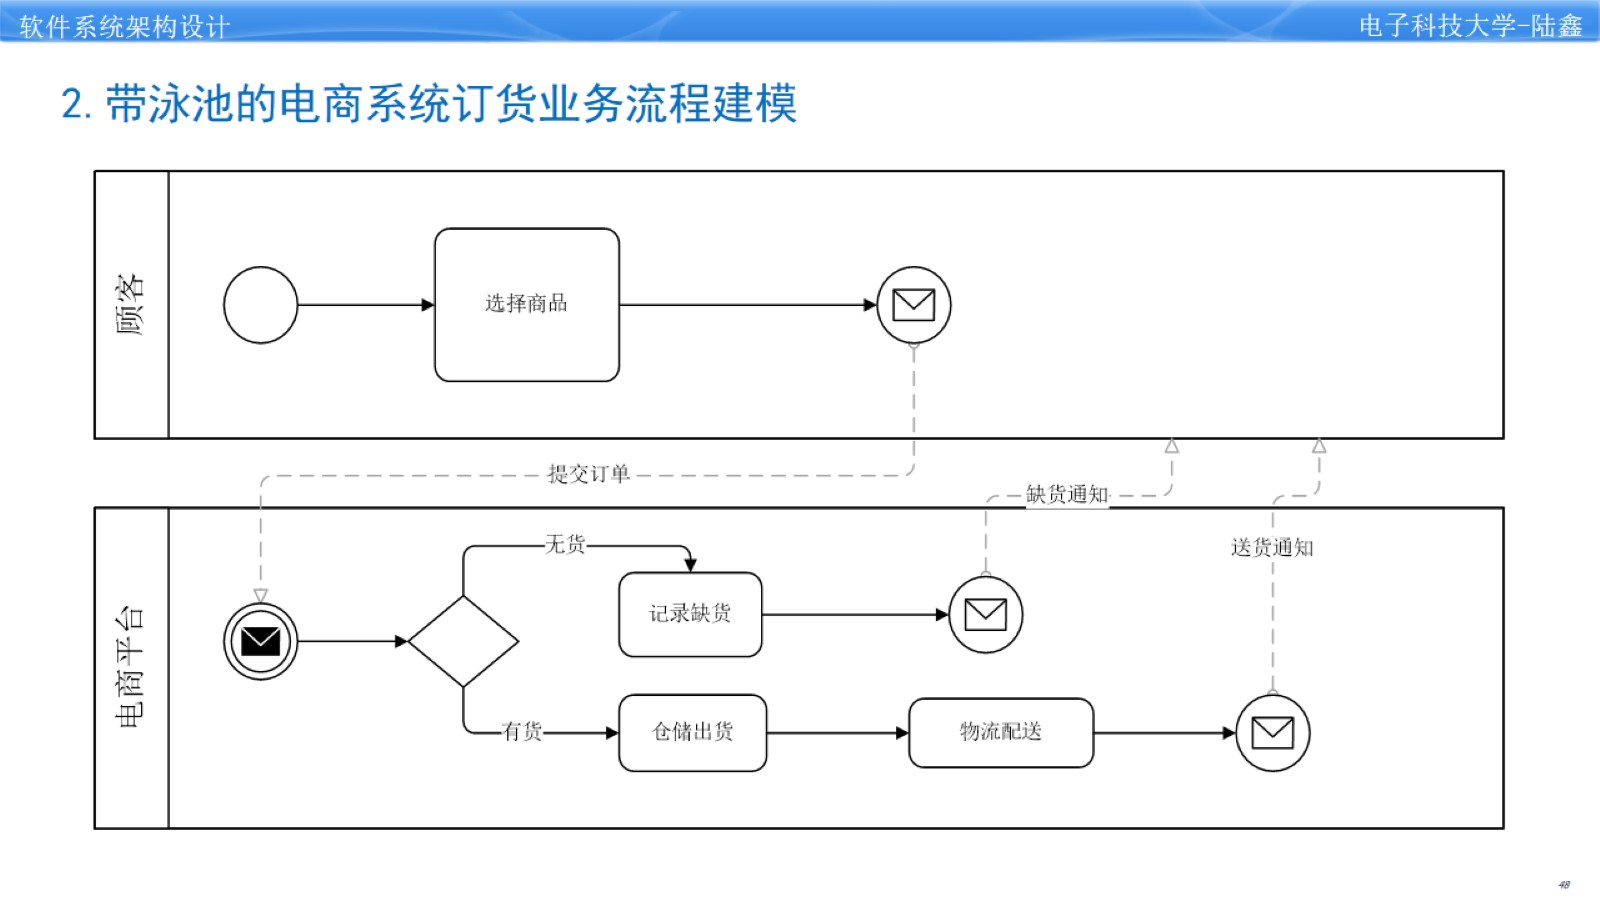 软件系统架构设计
电子科技大学-陆鑫
2.带泳池的电商系统订货业务流程建模
顾客
选择商品
提交订单
缺货通知
电商平台
无货
送货通知
记录缺货
有货
仓储出货
物流配送
48